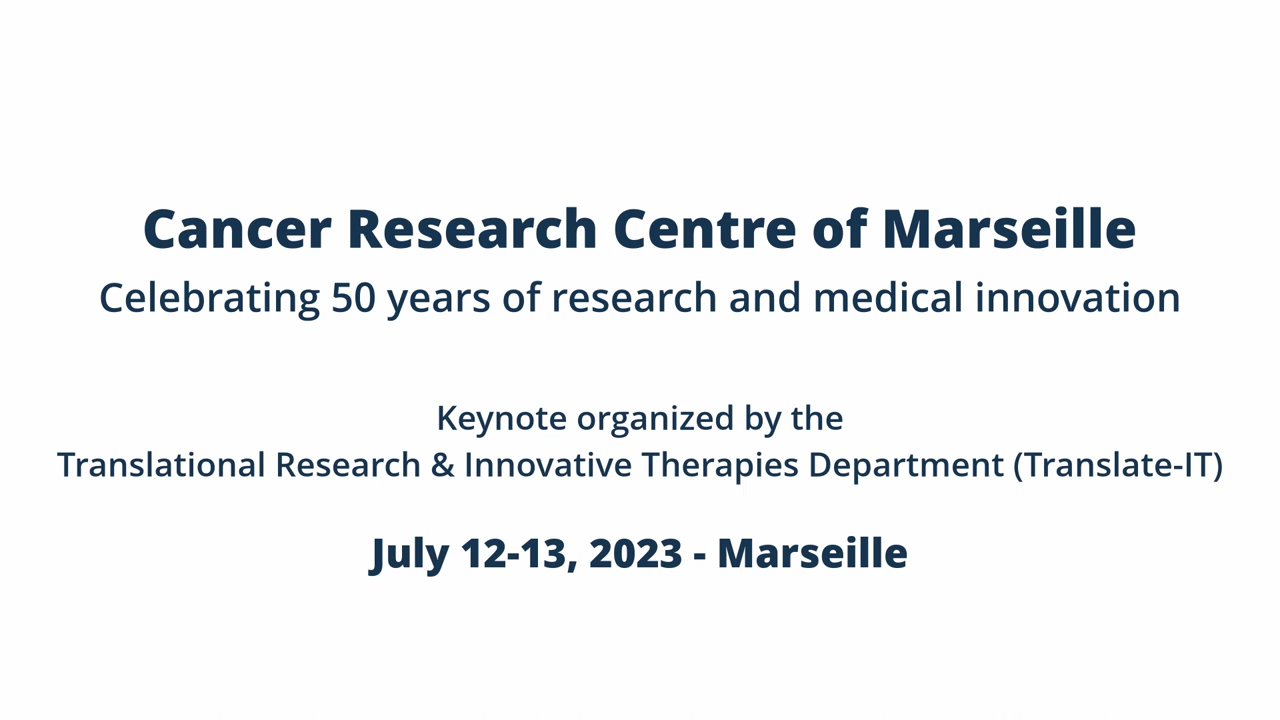 Cancer Research Centre of Marseille
Celebrating 50 years of research and medical innovation
Keynote organized by the
Translational Research & Innovative Therapies Department (Translate-IT)
July 12-13, 2023 - Marseille